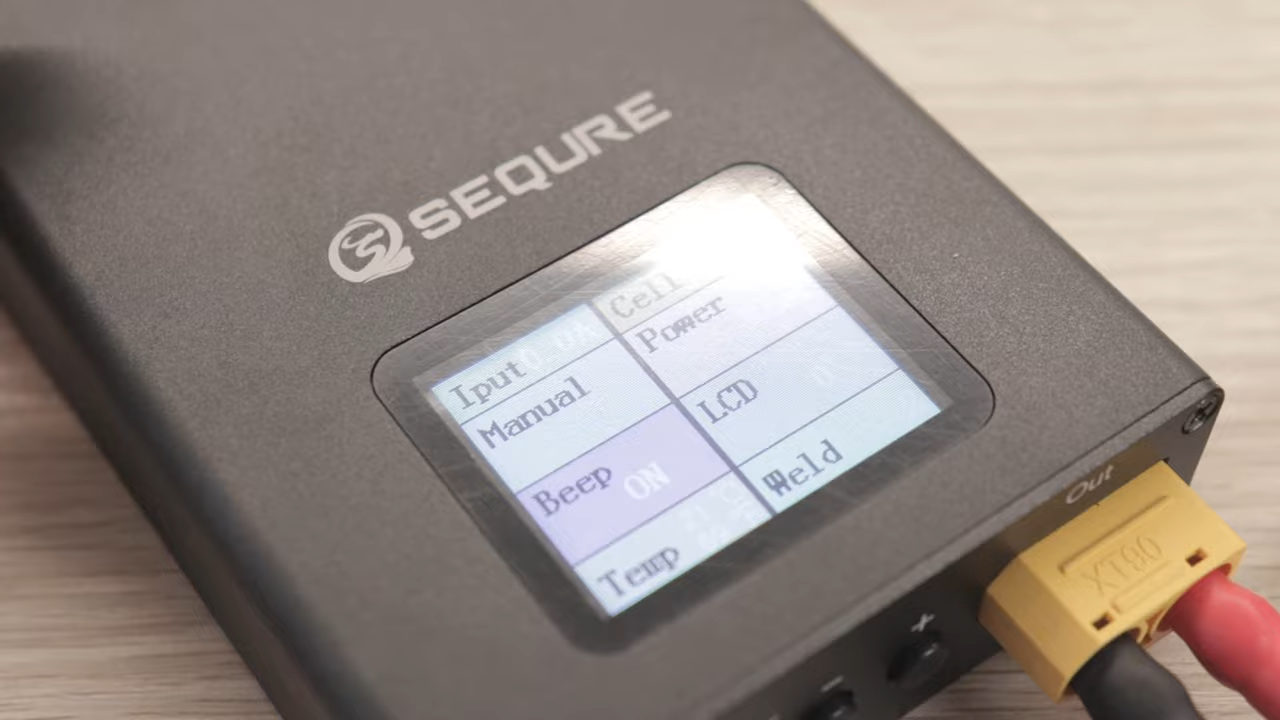 SEQURE
Iput
Cell
Manual
Power
Beep ON
LCD
Temp
Weld
Out
XT90
+
-